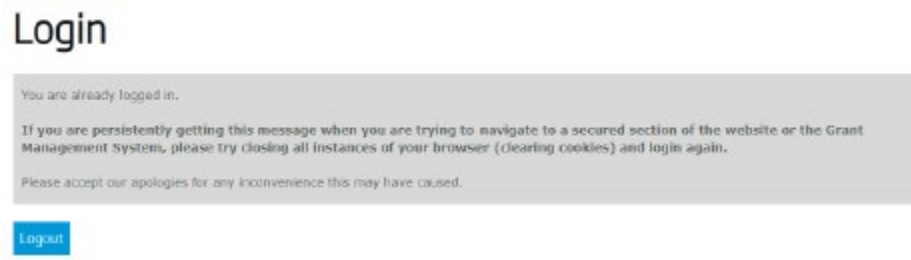 Login
You are already logged in.
If you are persistently getting this message when you are trying to navigate to a secured section of the website or the Grant
Management System, please try closing all instances of your browser (clearing cookies) and login again.
Please accept our apologies for any inconvenience this may have caused.
Logout